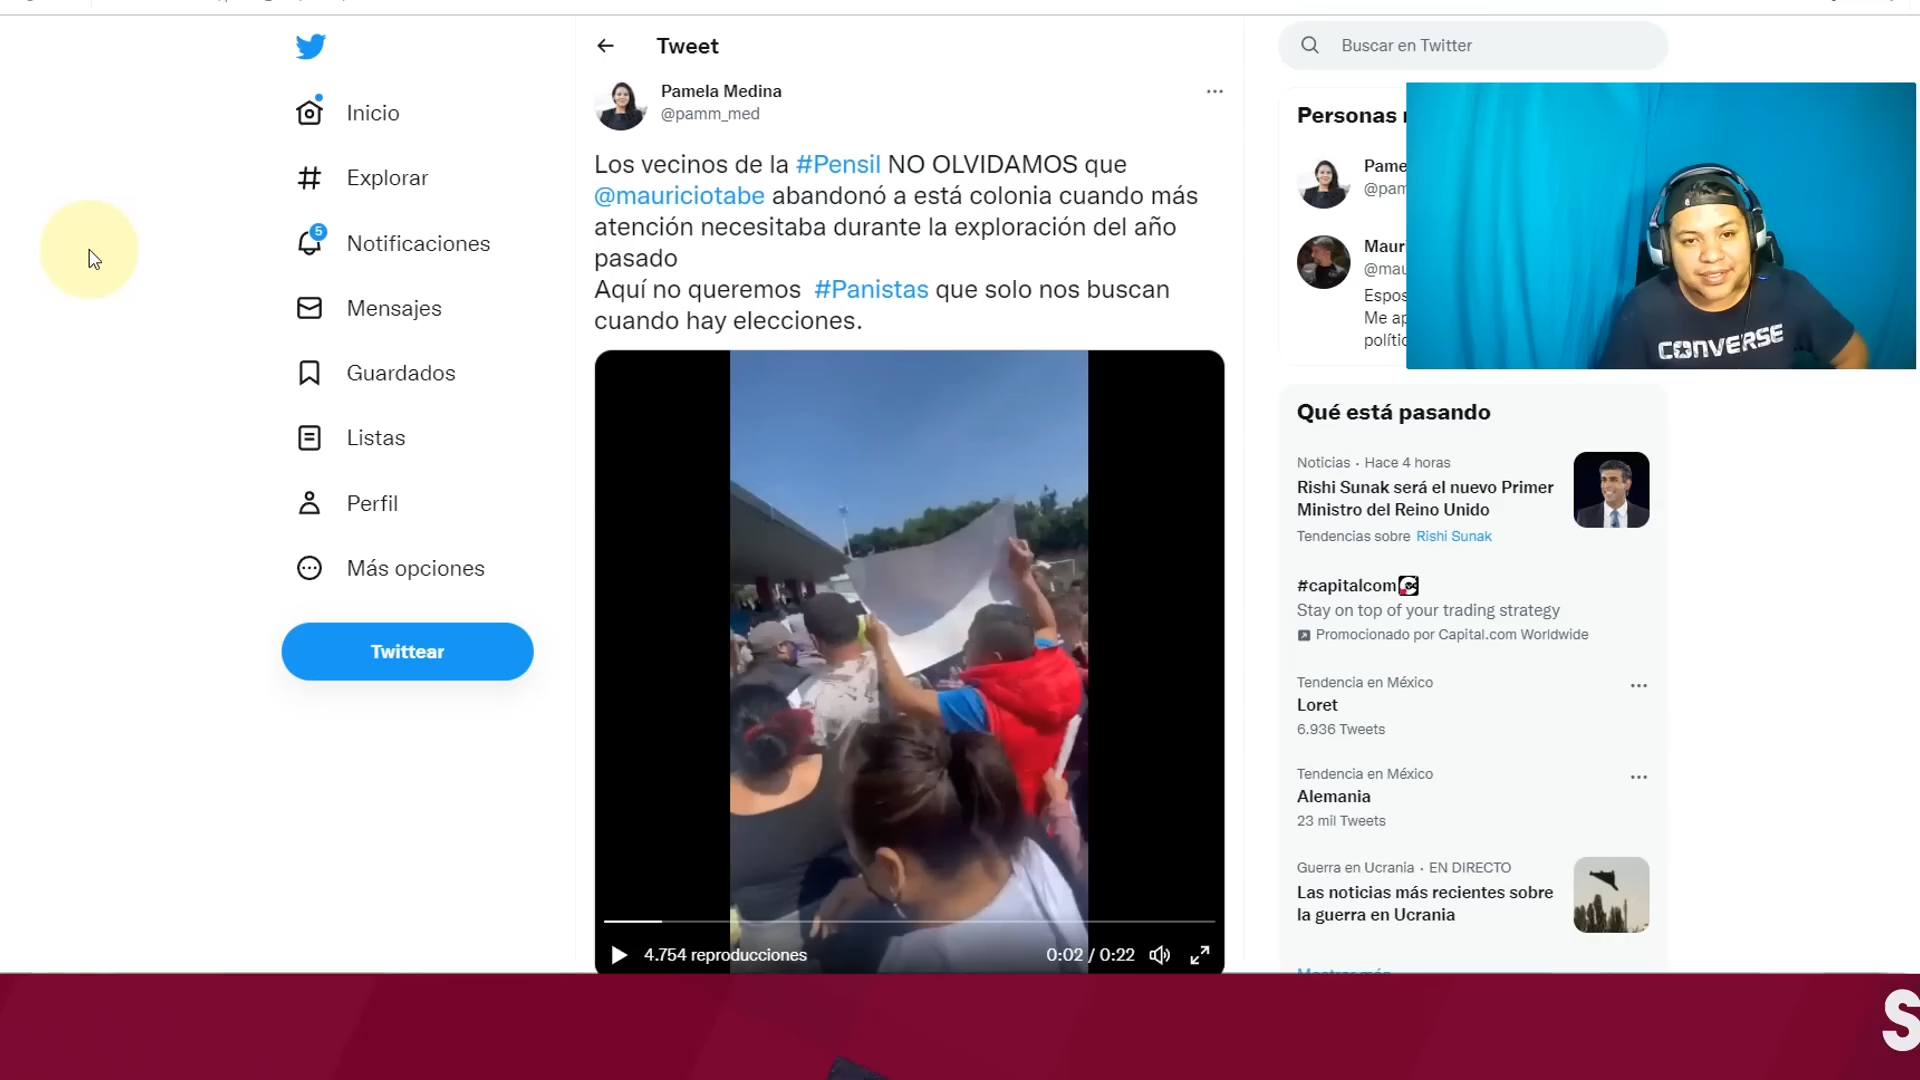 Tweet
Buscar en Twitter
Inicio
Explorar
5
Notificaciones
Mensajes
Guardados
Listas
Perfil
Más opciones
Twittear
Pamela Medina
@pamm_med
Los vecinos de la #Pensil NO OLVIDAMOS que
@mauriciotabe abandonó a está colonia cuando más
atención necesitaba durante la exploración del año
pasado
Aquí no queremos #Panistas que solo nos buscan
cuando hay elecciones.
4.754 reproducciones
0:02 / 0:22
Personas
Pame
@pam
Maur
@mau
Espos
Me ap
polític
CONVERSE
Qué está pasando
Noticias · Hace 4 horas
Rishi Sunak será el nuevo Primer
Ministro del Reino Unido
Tendencias sobre Rishi Sunak
#capitalcom
Stay on top of your trading strategy
Promocionado por Capital.com Worldwide
Tendencia en México
Loret
6.936 Tweets
Tendencia en México
Alemania
23 mil Tweets
Guerra en Ucrania · EN DIRECTO
Las noticias más recientes sobre
la guerra en Ucrania
Mostrar más
S